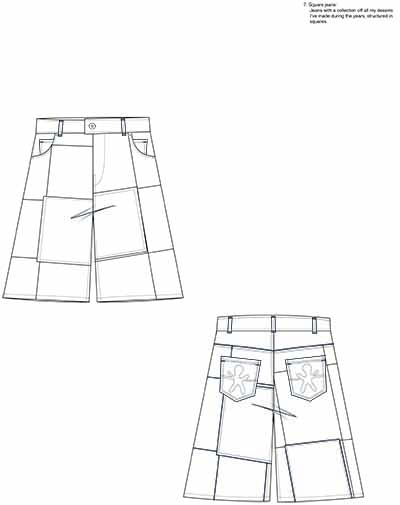 7. Square jeans:
Jeans with a collection off all my dessins
I've made during the years, structured in
squares.